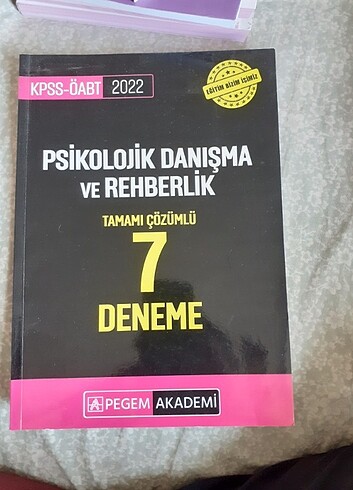 KPSS-ÖABT 2022
EĞİTİM BİZİM İŞİMİZ
PSİKOLOJİK DANIŞMA
VE REHBERLİK
TAMAMI ÇÖZÜMLÜ
7
DENEME
PEGEM AKADEMİ